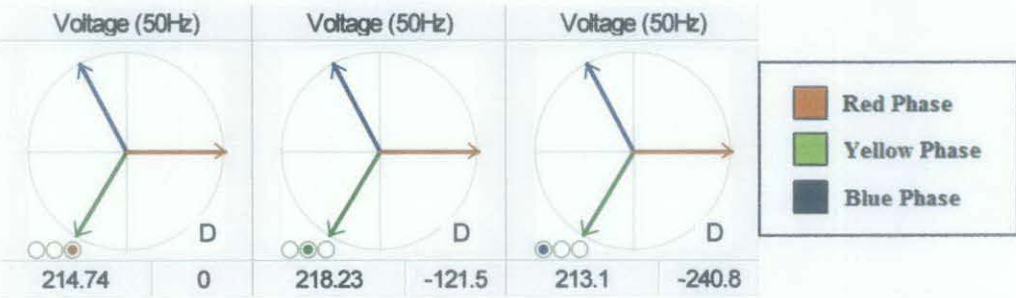 Voltage (50Hz) Voltage (50Hz) Voltage (50Hz)
Red Phase
Yellow Phase
Blue Phase
D D D
214.74 0 218.23 -121.5 213.1 -240.8